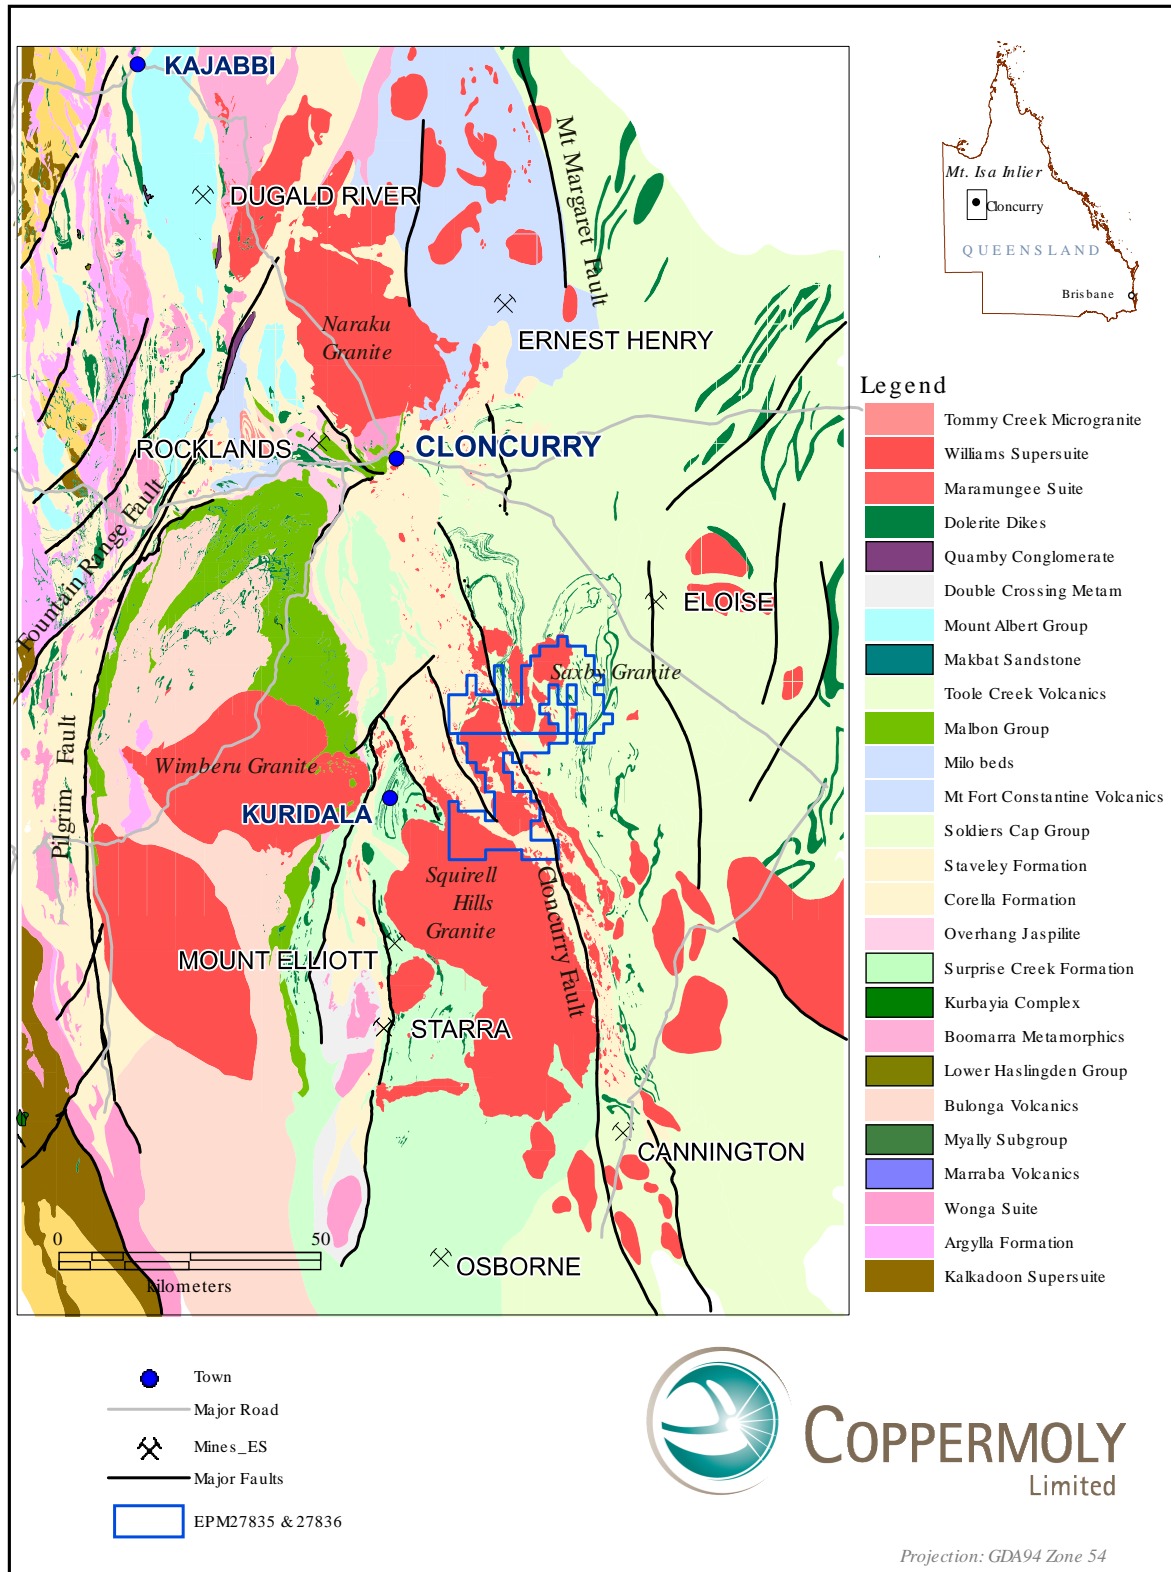 KAJABBI
DUGALD RIVER
Mt Margaret Fault
Naraku
Granite
ERNEST HENRY
ROCKLANDS
CLONCURRY
Fountain Range Fault
ELOISE
Saxby Granite
Pilgrim Fault
Wimberu Granite
KURIDALA
Squirell
Hills
Granite
Cloncurry Fault
MOUNT ELLIOTT
STARRA
CANNINGTON
OSBORNE
0 50
kilometers
Mt. Isa Inlier
Cloncurry
QUEENSLAND
Brisbane
Legend
Tommy Creek Microgranite
Williams Supersuite
Maramungee Suite
Dolerite Dikes
Quamby Conglomerate
Double Crossing Metam
Mount Albert Group
Makbat Sandstone
Toole Creek Volcanics
Malbon Group
Milo beds
Mt Fort Constantine Volcanics
Soldiers Cap Group
Staveley Formation
Corella Formation
Overhang Jaspilite
Surprise Creek Formation
Kurbayia Complex
Boomarra Metamorphics
Lower Haslingden Group
Bulonga Volcanics
Myally Subgroup
Marraba Volcanics
Wonga Suite
Argylla Formation
Kalkadoon Supersuite
Town
Major Road
Mines_ES
Major Faults
EPM27835 & 27836
COPPERMOLY
Limited
Projection: GDA94 Zone 54